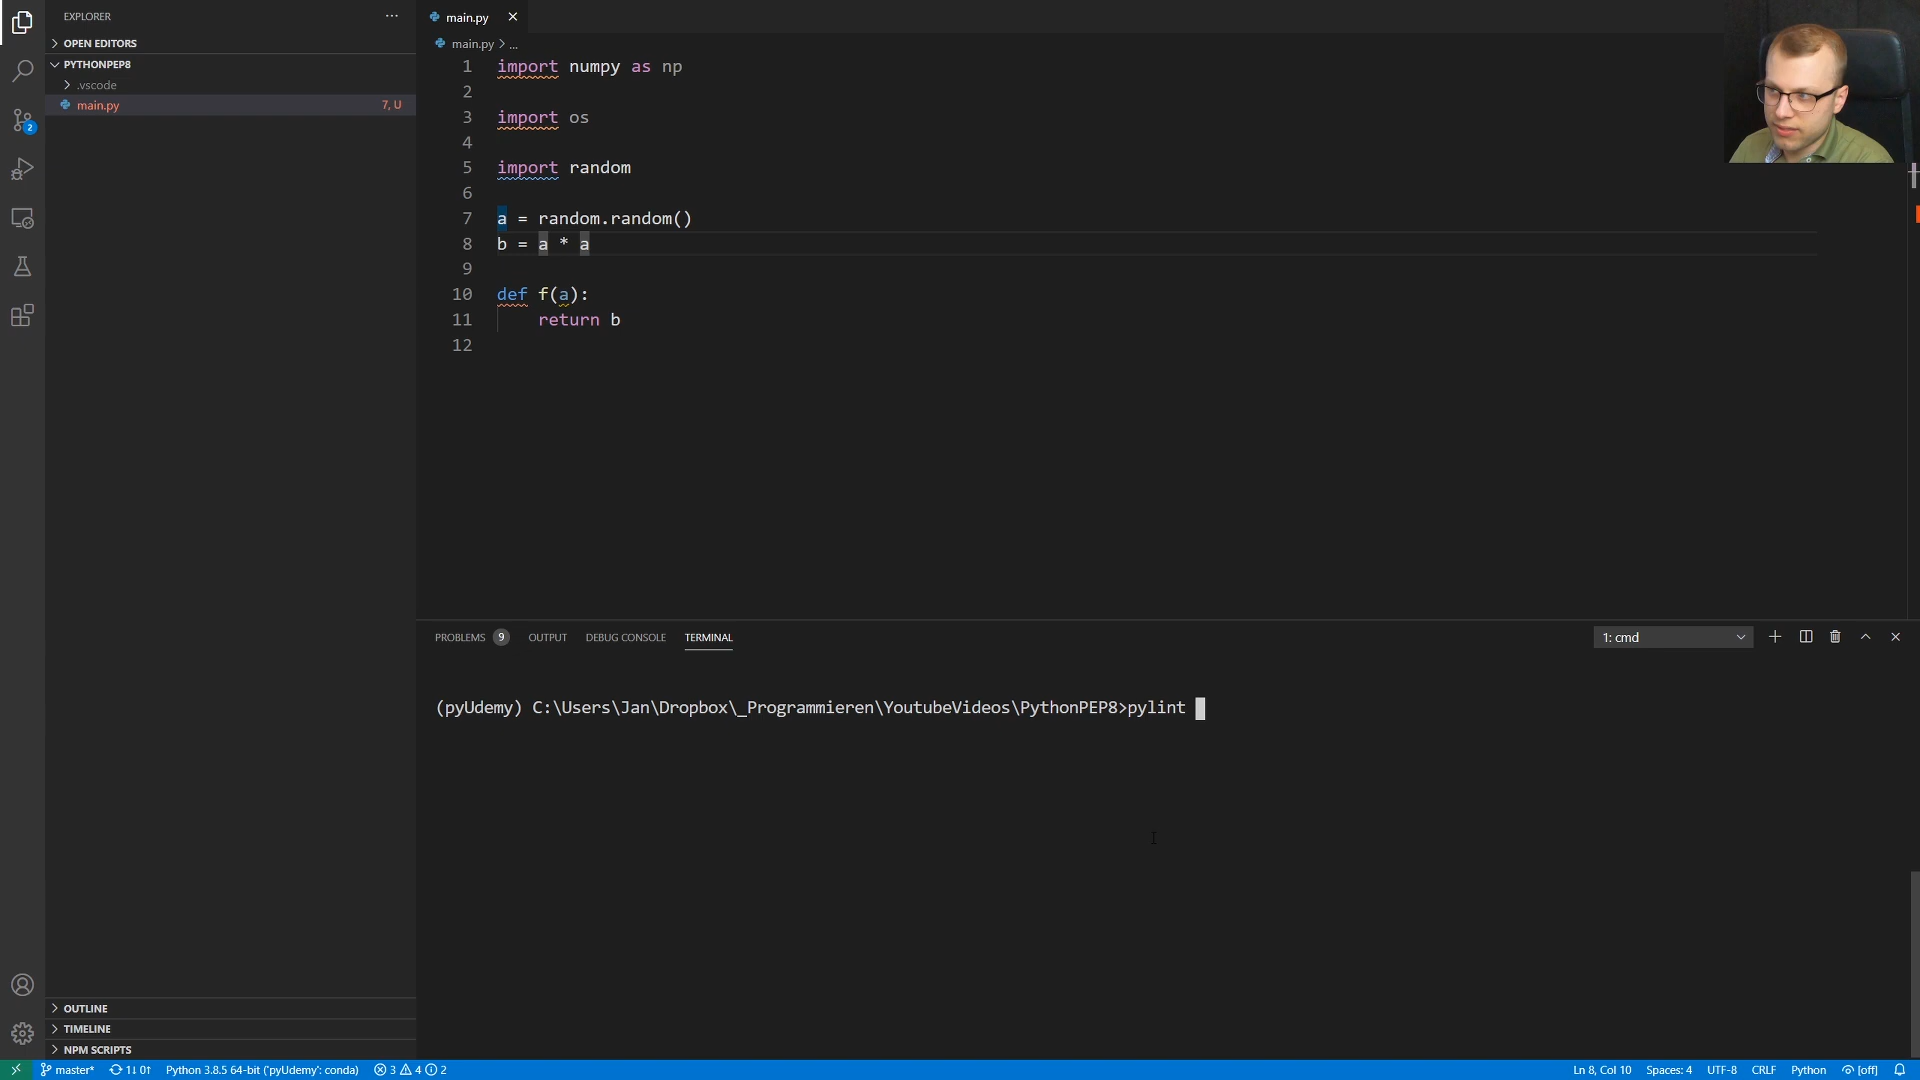 EXPLORER
OPEN EDITORS
PYTHONPEP8
.vscode
main.py 7, U
OUTLINE
TIMELINE
NPM SCRIPTS
main.py
main.py > ...
1 import numpy as np
2
3 import os
4
5 import random
6
7 a = random.random()
8 b = a * a
9
10 def f(a):
11 return b
12
PROBLEMS 9 OUTPUT DEBUG CONSOLE TERMINAL 1: cmd
(pyUdemy) C:\Users\Jan\Dropbox\_Programmieren\YoutubeVideos\PythonPEP8>pylint
2
master* 1↓ 0↑ Python 3.8.5 64-bit ('pyUdemy': conda) 3 4 2 Ln 8, Col 10 Spaces: 4 UTF-8 CRLF Python [off]